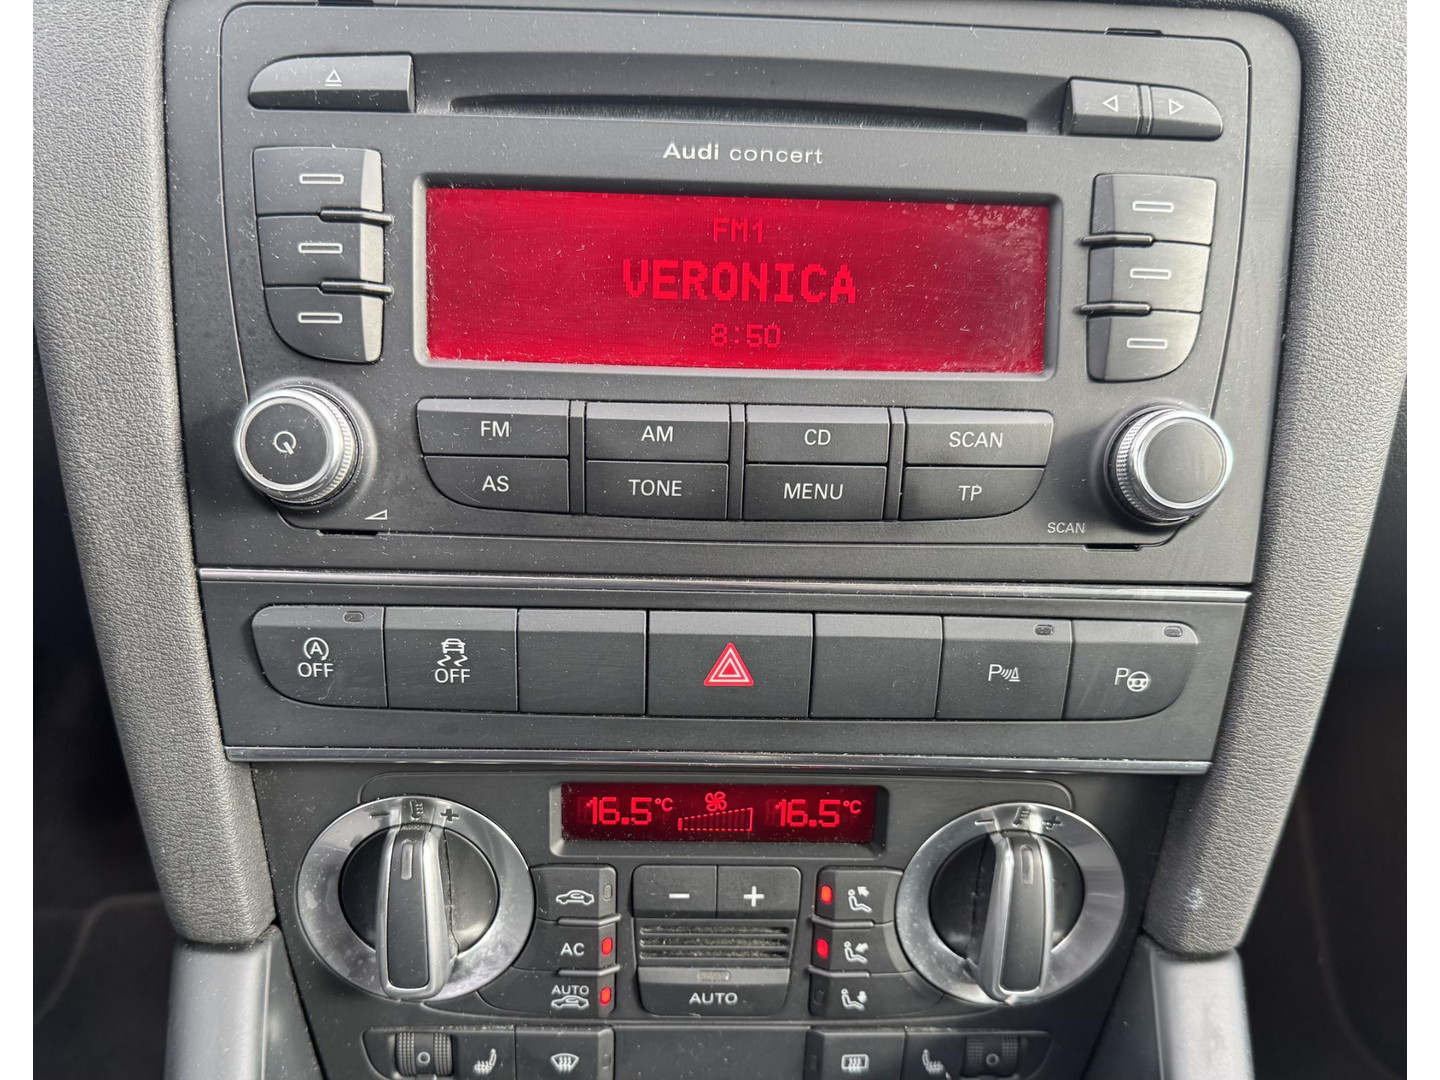 Audi concert
FM1
VERONICA
8:50
FM AM CD SCAN
AS TONE MENU TP
SCAN
A OFF
OFF
P
P
16.5°C 16.5°C
- +
- +
- +
AC
AUTO
AUTO